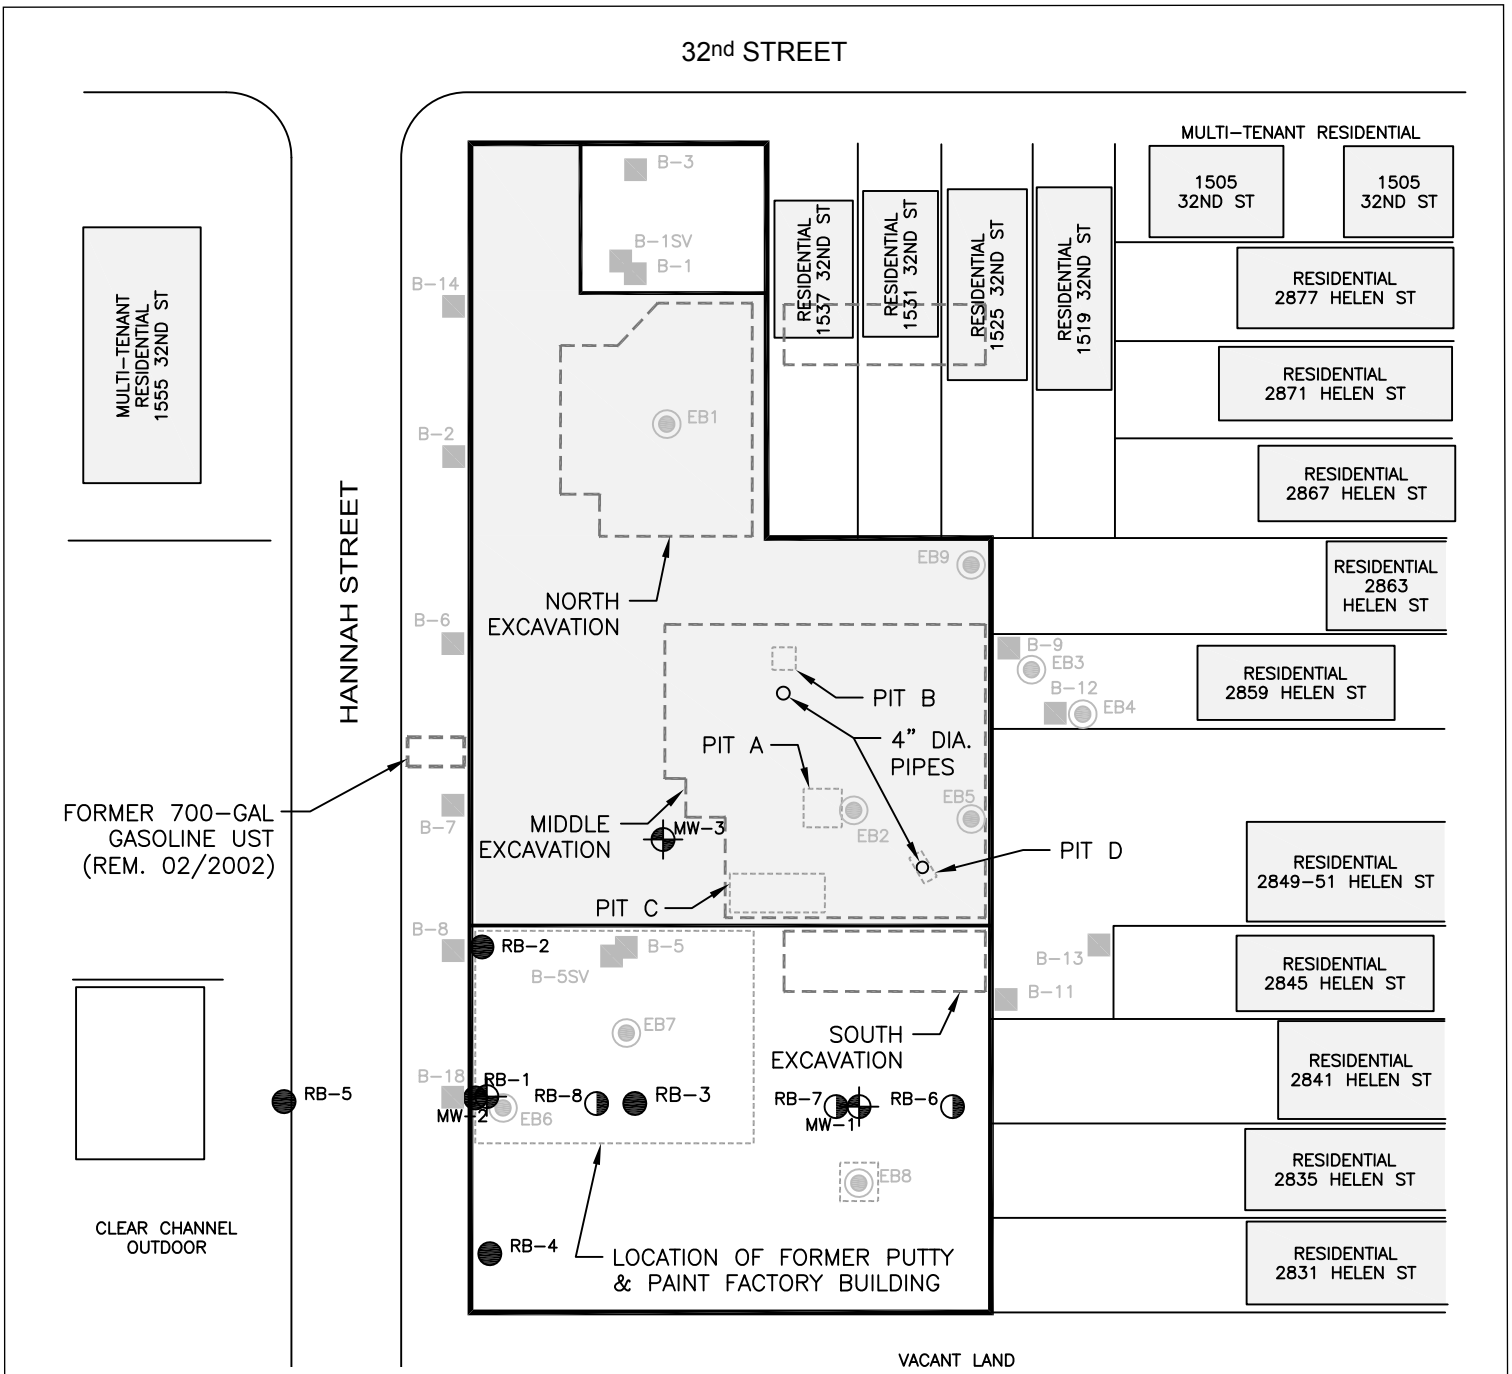 32nd STREET
MULTI-TENANT RESIDENTIAL
1505
32ND ST
1505
32ND ST
B-3
B-1SV
B-1
B-14
RESIDENTIAL
1537 32ND ST
RESIDENTIAL
1531 32ND ST
RESIDENTIAL
1525 32ND ST
RESIDENTIAL
1519 32ND ST
RESIDENTIAL
2877 HELEN ST
MULTI-TENANT
RESIDENTIAL
1555 32ND ST
RESIDENTIAL
2871 HELEN ST
EB1
B-2
RESIDENTIAL
2867 HELEN ST
HANNAH STREET
EB9
RESIDENTIAL
2863
HELEN ST
NORTH
EXCAVATION
B-6
B-9
EB3
B-12
EB4
RESIDENTIAL
2859 HELEN ST
PIT B
PIT A
4" DIA.
PIPES
FORMER 700-GAL
GASOLINE UST
(REM. 02/2002)
B-7
MIDDLE
EXCAVATION
MW-3
EB2
EB5
PIT D
RESIDENTIAL
2849-51 HELEN ST
PIT C
B-8
RB-2
B-5
B-5SV
B-13
B-11
RESIDENTIAL
2845 HELEN ST
EB7
SOUTH
EXCAVATION
RESIDENTIAL
2841 HELEN ST
B-18
RB-1
RB-5
MW-2
EB6
RB-8
RB-3
RB-7
MW-1
RB-6
EB8
RESIDENTIAL
2835 HELEN ST
CLEAR CHANNEL
OUTDOOR
RB-4
LOCATION OF FORMER PUTTY
& PAINT FACTORY BUILDING
RESIDENTIAL
2831 HELEN ST
VACANT LAND